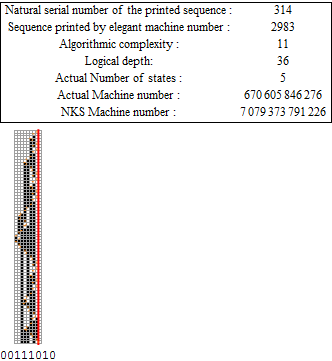 Natural serial number of the printed sequence : 314
Sequence printed by elegant machine number : 2983
Algorithmic complexity : 11
Logical depth: 36
Actual Number of states : 5
Actual Machine number : 670 605 846 276
NKS Machine number : 7 079 373 791 226
00111010